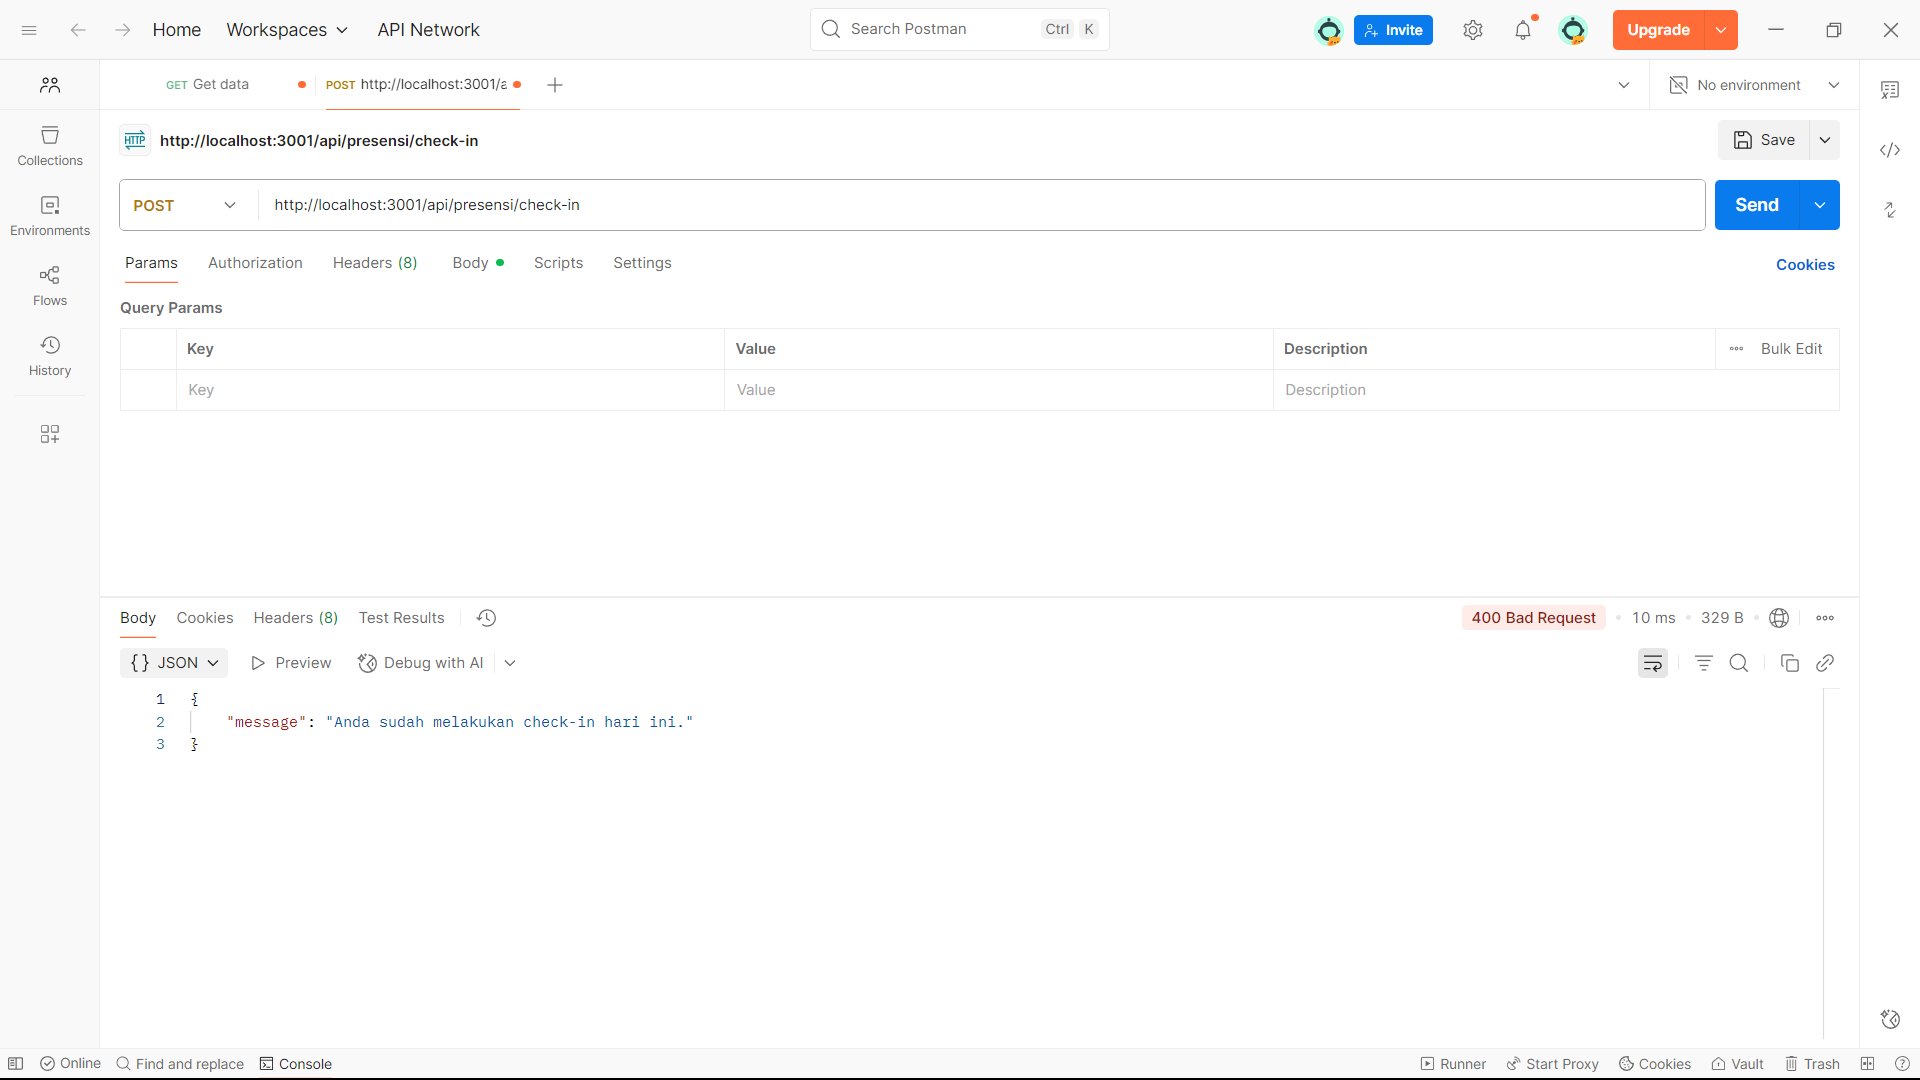 Home Workspaces API Network Search Postman Ctrl K Invite Upgrade
GET Get data POST http://localhost:3001/a No environment
HTTP http://localhost:3001/api/presensi/check-in Save
POST http://localhost:3001/api/presensi/check-in Send
Params Authorization Headers (8) Body Scripts Settings Cookies
Query Params
Key Value Description Bulk Edit
Key Value Description
Collections
Environments
Flows
History
Body Cookies Headers (8) Test Results 400 Bad Request 10 ms 329 B
{} JSON Preview Debug with AI
1 {
2 "message": "Anda sudah melakukan check-in hari ini."
3 }
Online Find and replace Console Runner Start Proxy Cookies Vault Trash